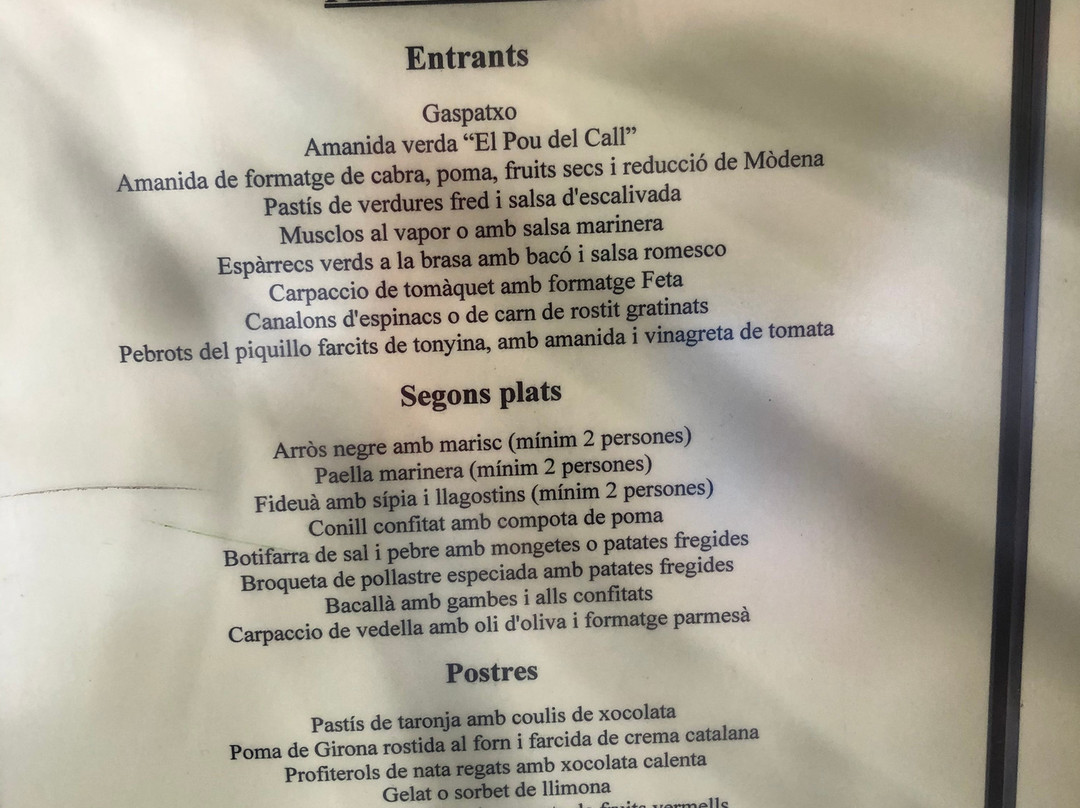 Entrants
Gaspatxo
Amanida verda “El Pou del Call”
Amanida de formatge de cabra, poma, fruits secs i reducció de Mòdena
Pastís de verdures fred i salsa d'escalivada
Musclos al vapor o amb salsa marinera
Espàrrecs verds a la brasa amb bacó i salsa romesco
Carpaccio de tomàquet amb formatge Feta
Canalons d'espinacs o de carn de rostit gratinats
Pebrots del piquillo farcits de tonyina, amb amanida i vinagreta de tomata
Segons plats
Arròs negre amb marisc (mínim 2 persones)
Paella marinera (mínim 2 persones)
Fideuà amb sípia i llagostins (mínim 2 persones)
Conill confitat amb compota de poma
Botifarra de sal i pebre amb mongetes o patates fregides
Broqueta de pollastre especiada amb patates fregides
Bacallà amb gambes i alls confitats
Carpaccio de vedella amb oli d'oliva i formatge parmesà
Postres
Pastís de taronja amb coulis de xocolata
Poma de Girona rostida al forn i farcida de crema catalana
Profiterols de nata regats amb xocolata calenta
Gelat o sorbet de llimona
de fruits vermells